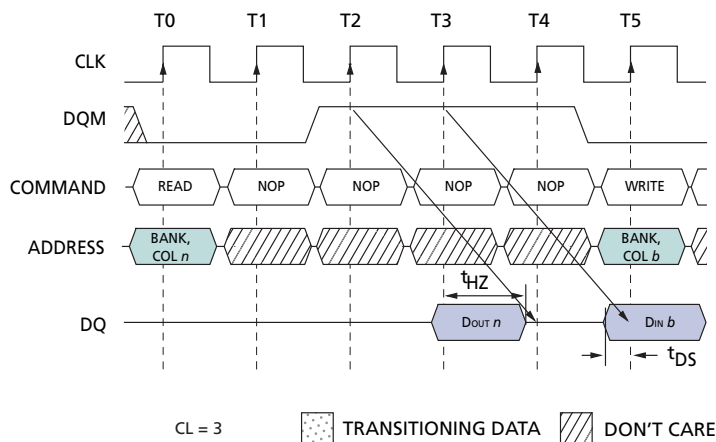 T0 T1 T2 T3 T4 T5
CLK
DQM
COMMAND READ NOP NOP NOP NOP WRITE
ADDRESS BANK, COL n BANK, COL b
tHZ
DQ DOUT n DIN b
tDS
CL = 3 TRANSITIONING DATA DON'T CARE